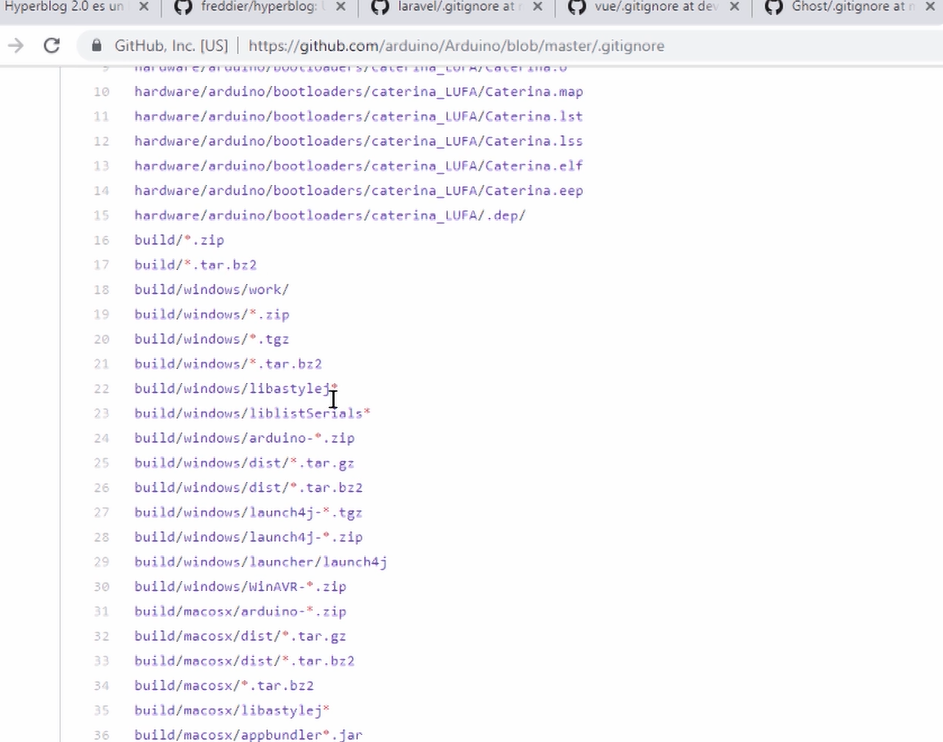 Hyperblog 2.0 es un
freddier/hyperblog:
laravel/.gitignore at
vue/.gitignore at dev
Ghost/.gitignore at
GitHub, Inc. [US] | https://github.com/arduino/Arduino/blob/master/.gitignore
9 hardware/arduino/bootloaders/caterina_LUFA/Caterina.o
10 hardware/arduino/bootloaders/caterina_LUFA/Caterina.map
11 hardware/arduino/bootloaders/caterina_LUFA/Caterina.lst
12 hardware/arduino/bootloaders/caterina_LUFA/Caterina.lss
13 hardware/arduino/bootloaders/caterina_LUFA/Caterina.elf
14 hardware/arduino/bootloaders/caterina_LUFA/Caterina.eep
15 hardware/arduino/bootloaders/caterina_LUFA/.dep/
16 build/*.zip
17 build/*.tar.bz2
18 build/windows/work/
19 build/windows/*.zip
20 build/windows/*.tgz
21 build/windows/*.tar.bz2
22 build/windows/libastylej*
23 build/windows/liblistSerials*
24 build/windows/arduino-*.zip
25 build/windows/dist/*.tar.gz
26 build/windows/dist/*.tar.bz2
27 build/windows/launch4j-*.tgz
28 build/windows/launch4j-*.zip
29 build/windows/launcher/launch4j
30 build/windows/WinAVR-*.zip
31 build/macosx/arduino-*.zip
32 build/macosx/dist/*.tar.gz
33 build/macosx/dist/*.tar.bz2
34 build/macosx/*.tar.bz2
35 build/macosx/libastylej*
36 build/macosx/appbundler*.jar